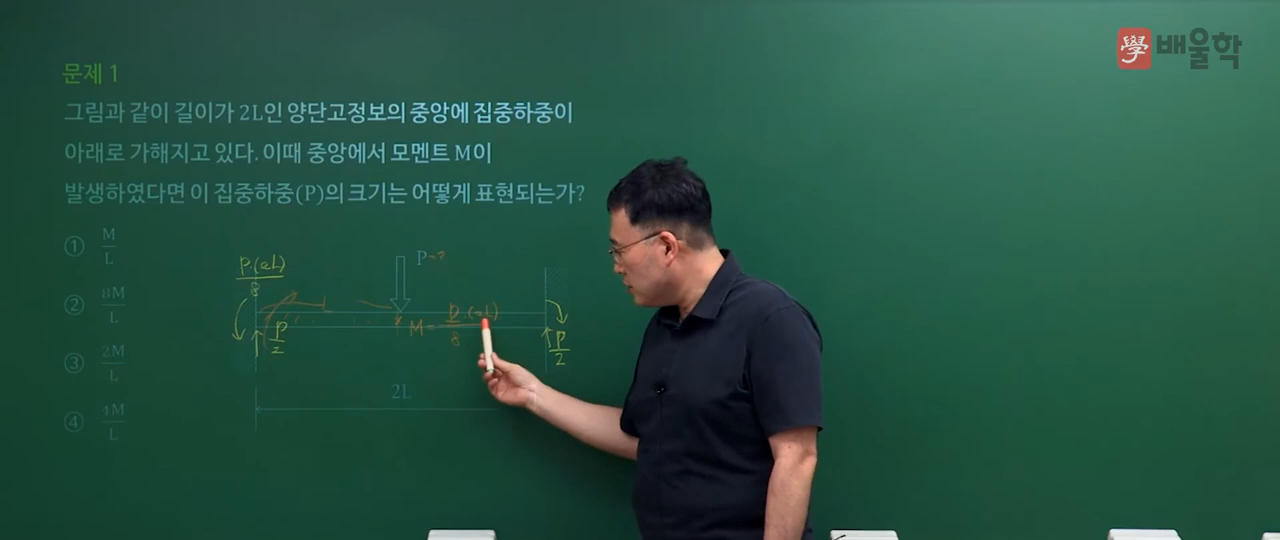 學 배울학
문제 1
그림과 같이 길이가 2L인 양단고정보의 중앙에 집중하중이
아래로 가해지고 있다. 이때 중앙에서 모멘트 M이
발생하였다면 이 집중하중(P)의 크기는 어떻게 표현되는가?
① M/L
② 8M/L
③ 2M/L
④ 4M/L
P·(2L)/8
P=?
P/2
M=P·(2L)/8
P/2
2L